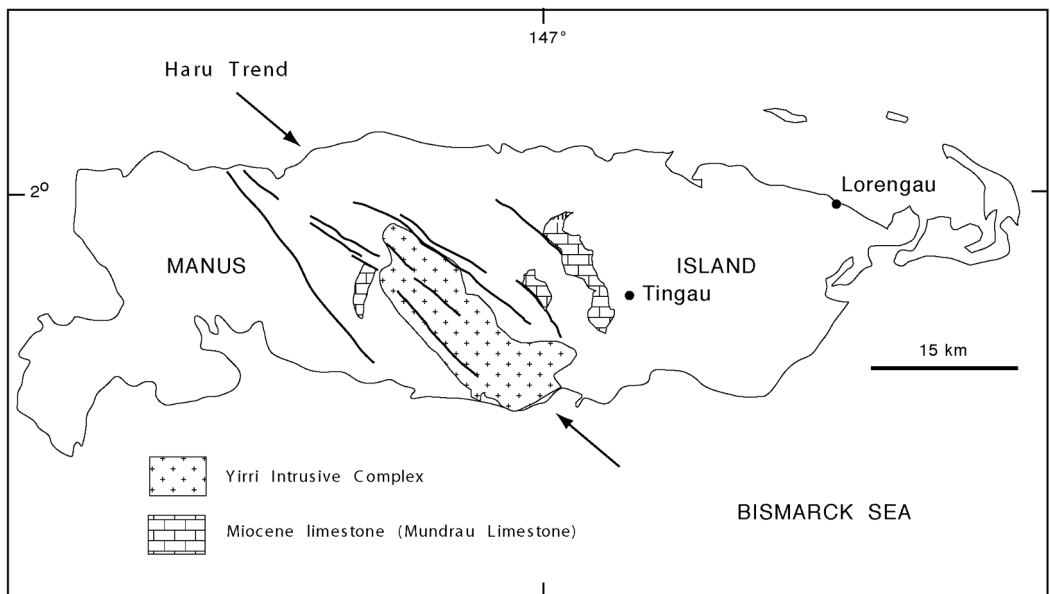 147°
Haru Trend
2°
Lorengau
MANUS
ISLAND
Tingau
15 km
Yirri Intrusive Complex
Miocene limestone (Mundrau Limestone)
BISMARCK SEA